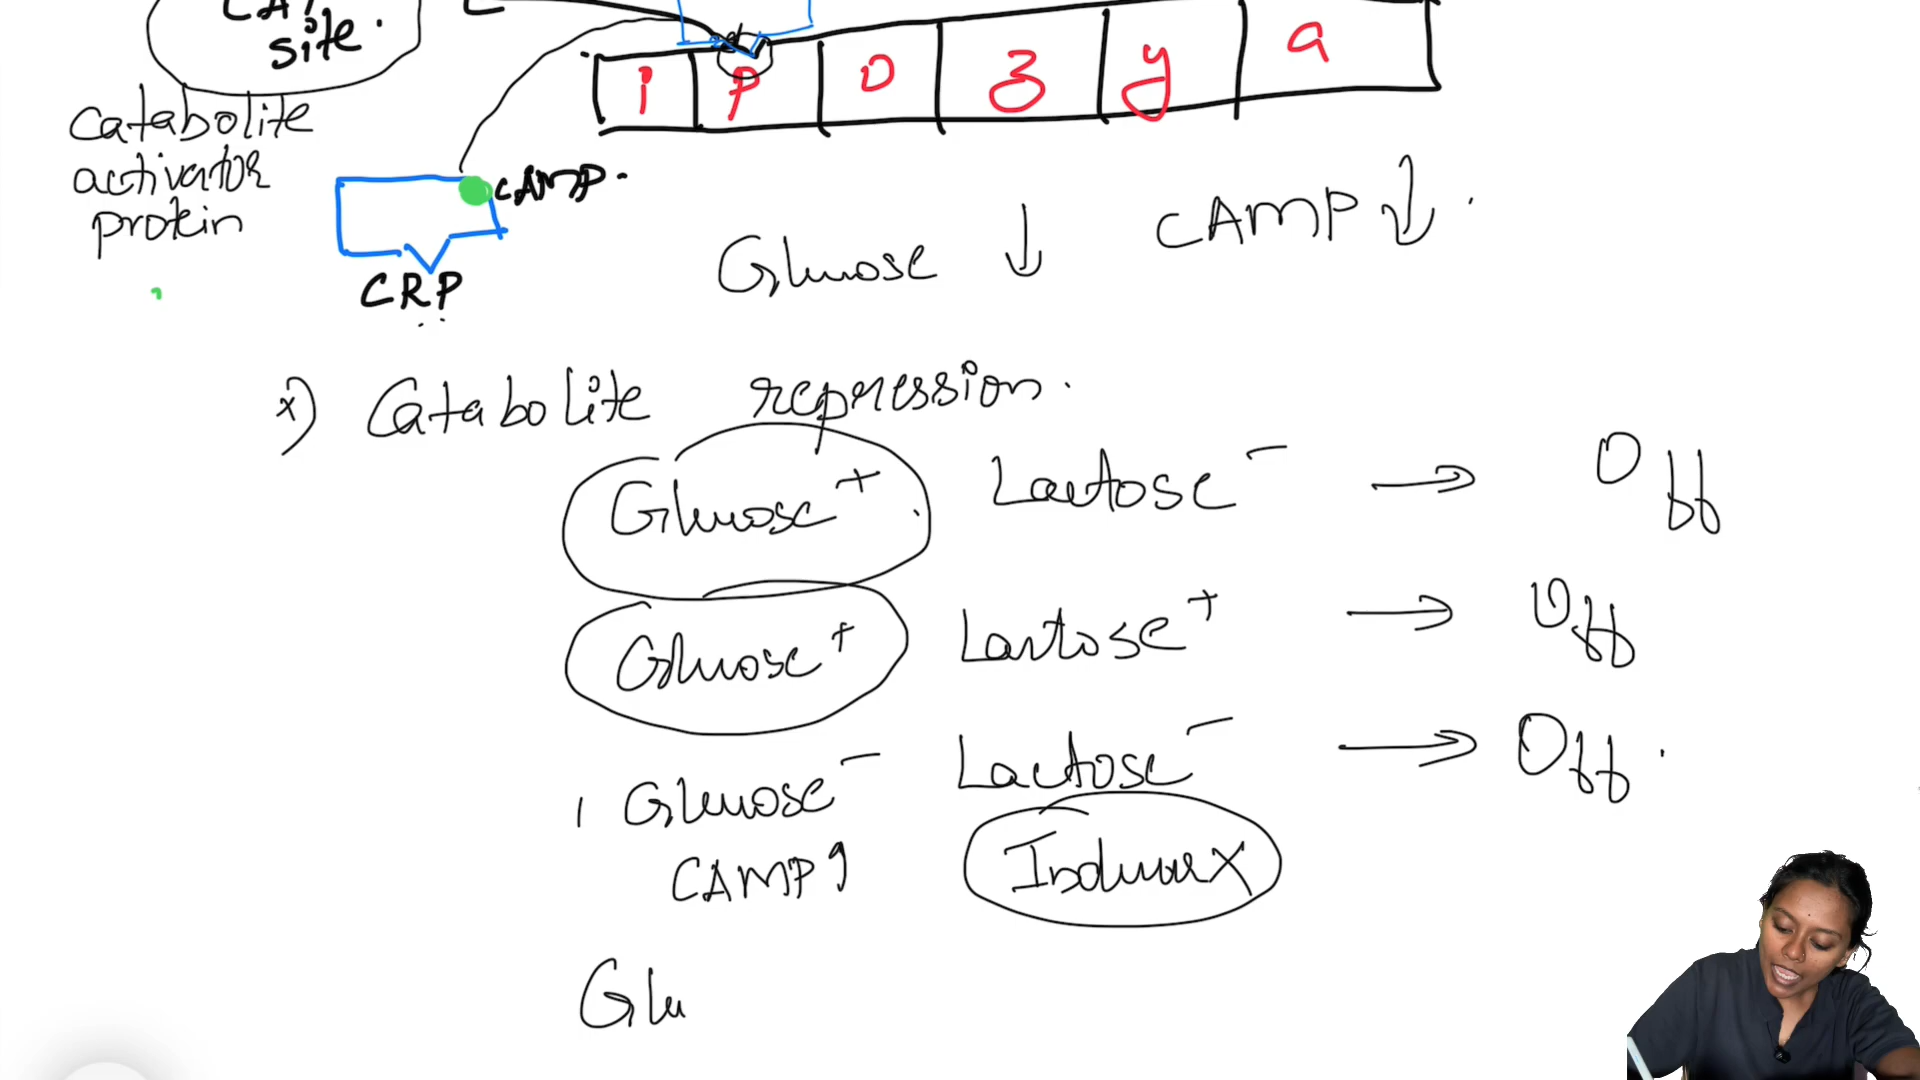 site.
i p o z y a
catabolite
activator
protein
CAMP.
CRP
Glucose ↓ CAMP ↓.
x) Catabolite repression.
Glucose+ Lactose- → Off
Glucose+ Lactose+ → Off
Glucose- Lactose- → Off.
CAMP↑ Inducer X
Glu